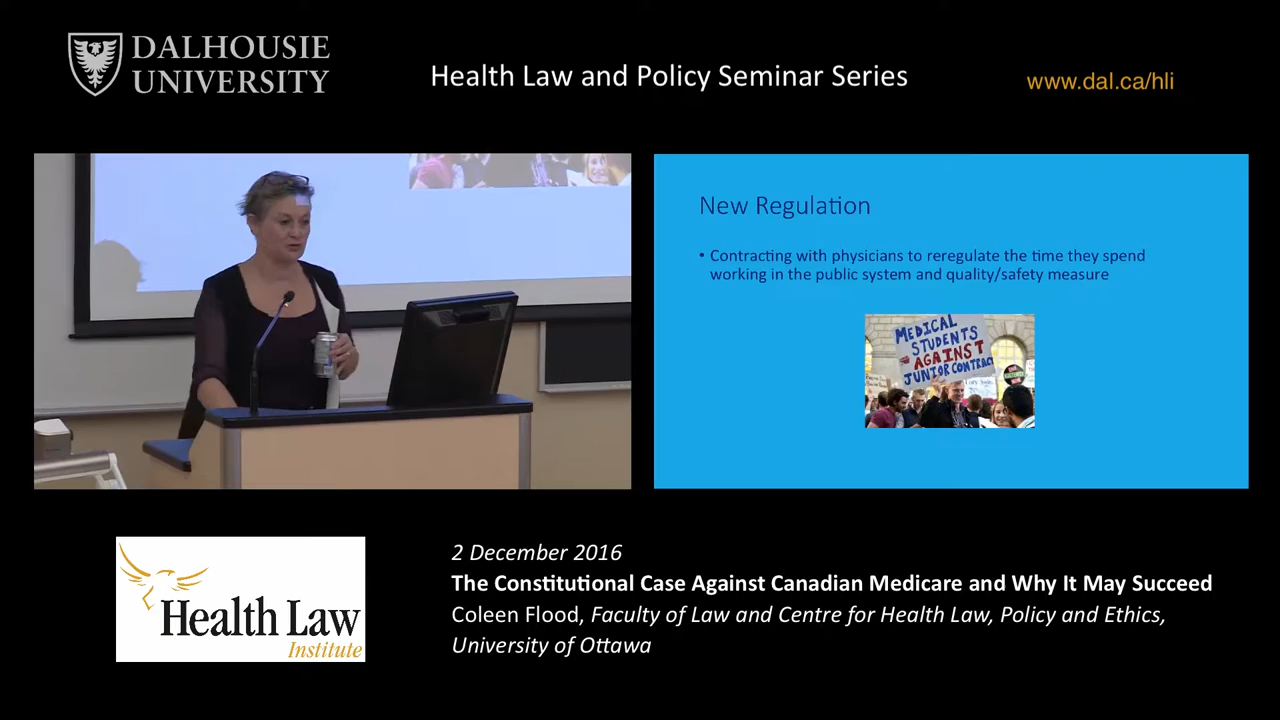 DALHOUSIE
UNIVERSITY
Health Law and Policy Seminar Series
www.dal.ca/hli
New Regulation
• Contracting with physicians to reregulate the time they spend
working in the public system and quality/safety measure
MEDICAL
STUDENTS
AGAINST
JUNIOR CONTRACT
Health Law
Institute
2 December 2016
The Constitutional Case Against Canadian Medicare and Why It May Succeed
Coleen Flood, Faculty of Law and Centre for Health Law, Policy and Ethics,
University of Ottawa